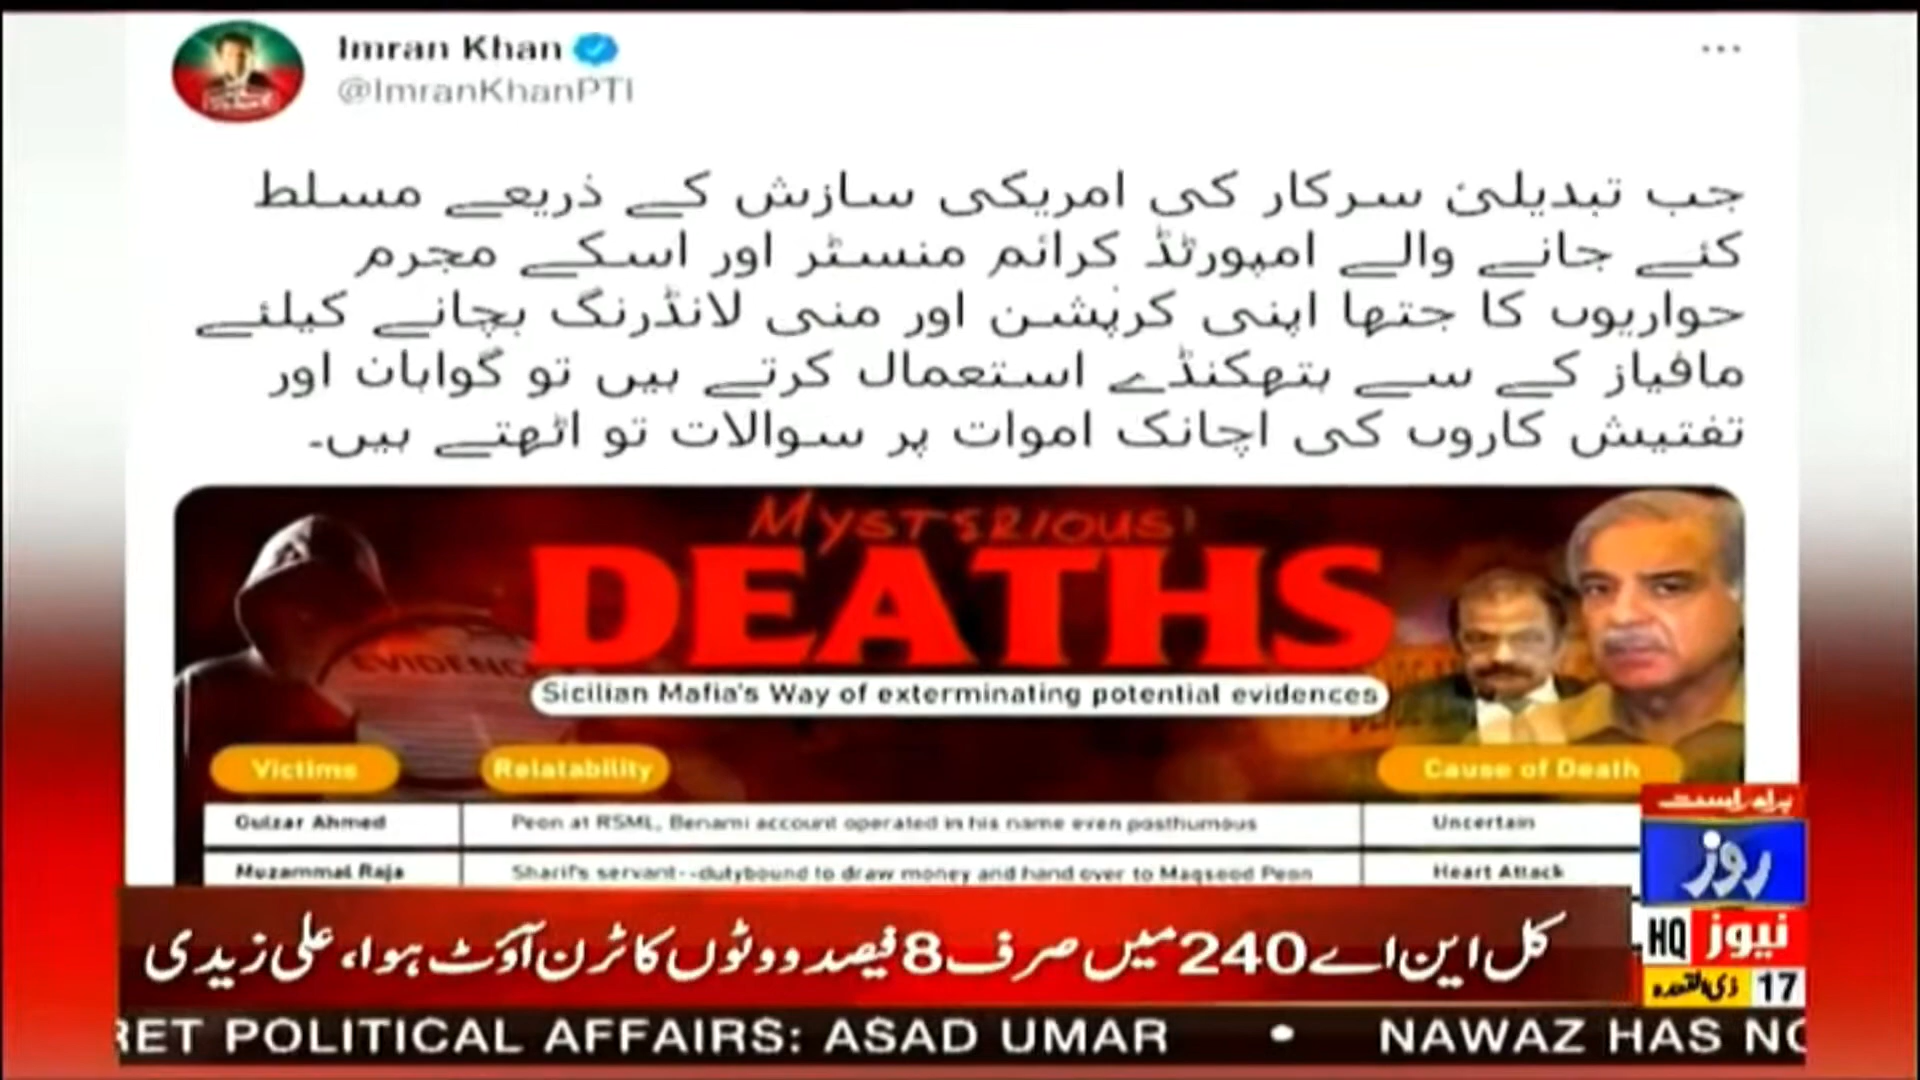 Imran Khan
@ImranKhanPTI
جب تبدیلیٔ سرکار کی امریکی سازش کے ذریعے مسلط
کئے جانے والے امپورٹڈ کرائم منسٹر اور اسکے مجرم
حواریوں کا جتھا اپنی کرپشن اور منی لانڈرنگ بچانے کیلئے
مافیاز کے سے ہتھکنڈے استعمال کرتے ہیں تو گواہان اور
تفتیش کاروں کی اچانک اموات پر سوالات تو اٹھتے ہیں۔
MYSTERIOUS
DEATHS
EVIDENC
Sicilian Mafia's Way of exterminating potential evidences
Victims Relatability Cause of Death
Gulzar Ahmed Peon at RSML, Benami account operated in his name even posthumous Uncertain
Muzammal Raja Sharif's servant--dutybound to draw money and hand over to Maqsood Peon Heart Attack
براہ راست
روز
نیوز HQ
17 ذی القعدہ
کل این اے 240 میں صرف 8 فیصد ووٹوں کا ٹرن آؤٹ ہوا، علی زیدی
RET POLITICAL AFFAIRS: ASAD UMAR • NAWAZ HAS NO